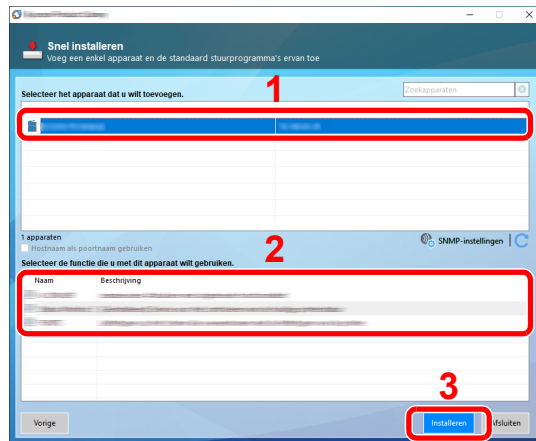 Snel installeren
Voeg een enkel apparaat en de standaard stuurprogramma's ervan toe
1
Selecteer het apparaat dat u wilt toevoegen.
Zoekapparaten
1 apparaten
Hostnaam als poortnaam gebruiken
SNMP-instellingen
2
Selecteer de functie die u met dit apparaat wilt gebruiken.
Naam Beschrijving
3
Vorige Installeren Afsluiten